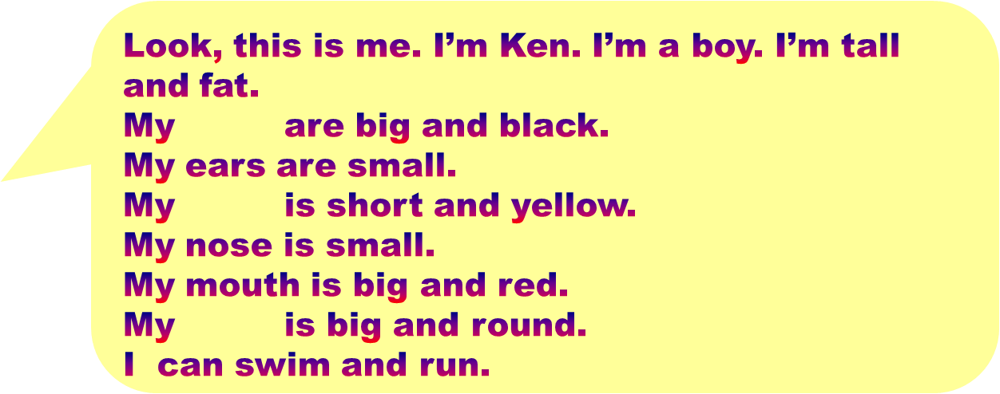 Look, this is me. I’m Ken. I’m a boy. I’m tall
and fat.
My are big and black.
My ears are small.
My is short and yellow.
My nose is small.
My mouth is big and red.
My is big and round.
I can swim and run.